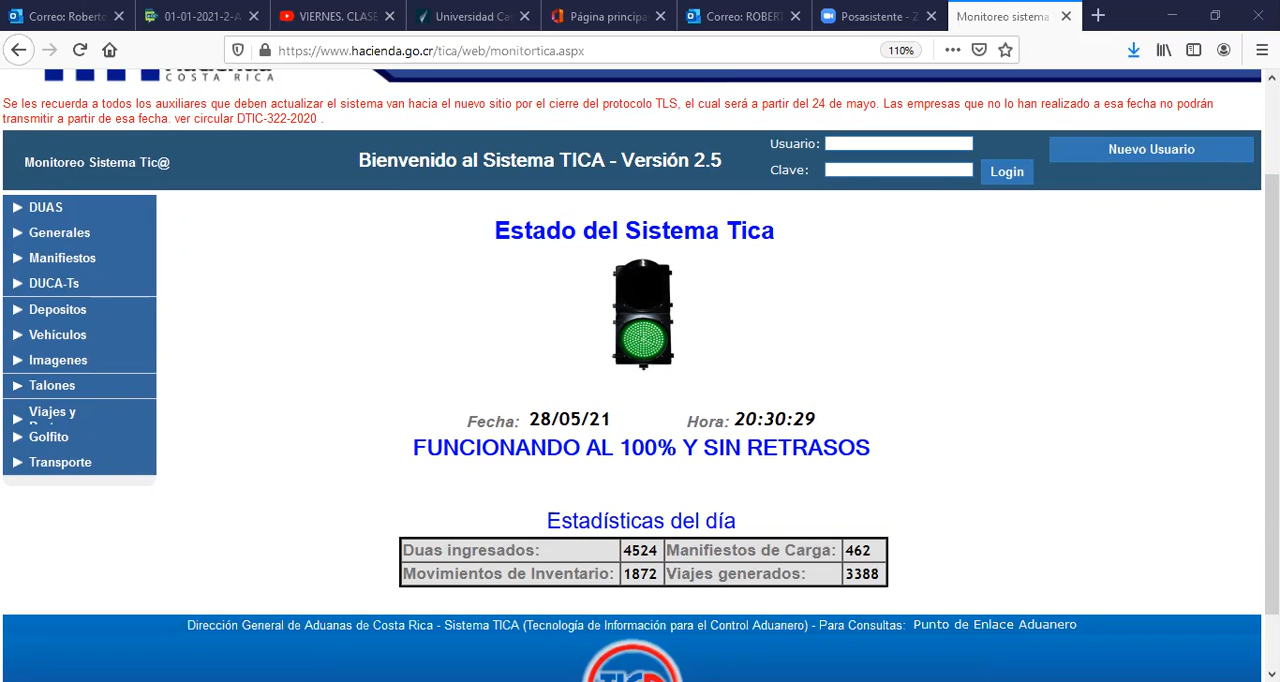 Correo: Roberto
01-01-2021-2-A
VIERNES. CLASE
Universidad Ca
Página principa
Correo: ROBERT
Posasistente - Z
Monitoreo sistema
https://www.hacienda.go.cr/tica/web/monitortica.aspx
110%
COSTA RICA
Se les recuerda a todos los auxiliares que deben actualizar el sistema van hacia el nuevo sitio por el cierre del protocolo TLS, el cual será a partir del 24 de mayo. Las empresas que no lo han realizado a esa fecha no podrán
transmitir a partir de esa fecha. ver circular DTIC-322-2020 .
Monitoreo Sistema Tic@
Bienvenido al Sistema TICA - Versión 2.5
Usuario:
Clave:
Login
Nuevo Usuario
DUAS
Generales
Manifiestos
DUCA-Ts
Depositos
Vehículos
Imagenes
Talones
Viajes y
Golfito
Transporte
Estado del Sistema Tica
Fecha: 28/05/21 Hora: 20:30:29
FUNCIONANDO AL 100% Y SIN RETRASOS
Estadísticas del día
Duas ingresados: 4524 Manifiestos de Carga: 462
Movimientos de Inventario: 1872 Viajes generados: 3388
Dirección General de Aduanas de Costa Rica - Sistema TICA (Tecnología de Información para el Control Aduanero) - Para Consultas: Punto de Enlace Aduanero